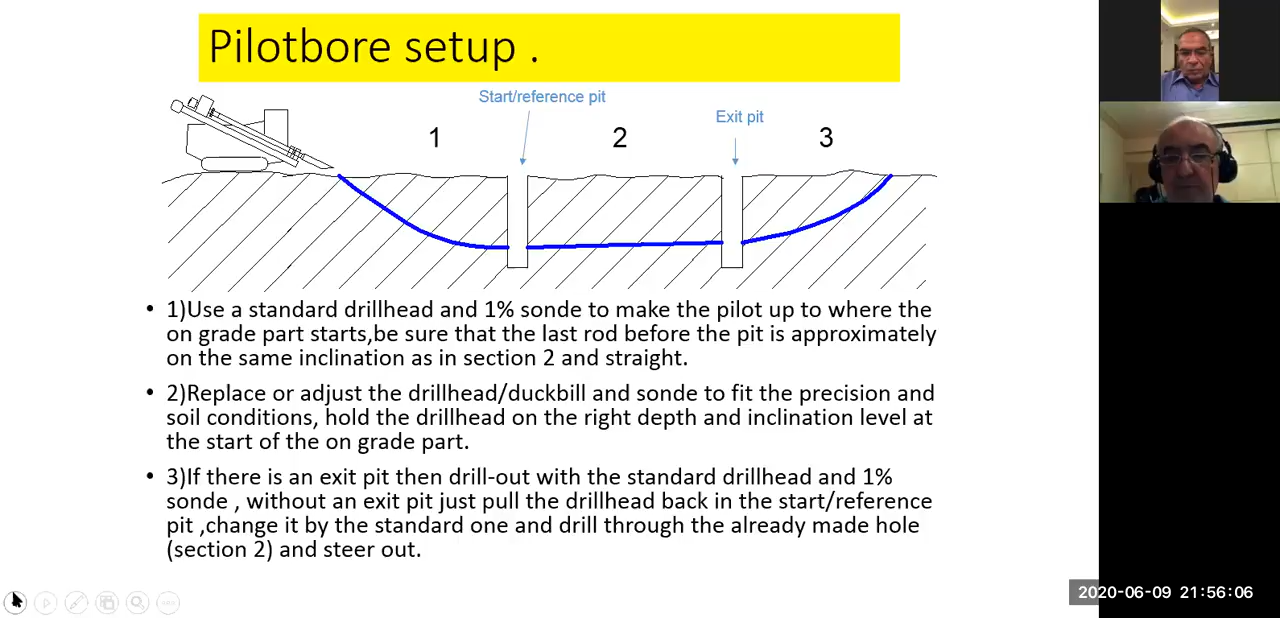 Pilotbore setup .
Start/reference pit
Exit pit
1
2
3
• 1)Use a standard drillhead and 1% sonde to make the pilot up to where the
on grade part starts,be sure that the last rod before the pit is approximately
on the same inclination as in section 2 and straight.
• 2)Replace or adjust the drillhead/duckbill and sonde to fit the precision and
soil conditions, hold the drillhead on the right depth and inclination level at
the start of the on grade part.
• 3)If there is an exit pit then drill-out with the standard drillhead and 1%
sonde , without an exit pit just pull the drillhead back in the start/reference
pit ,change it by the standard one and drill through the already made hole
(section 2) and steer out.
2020-06-09 21:56:06